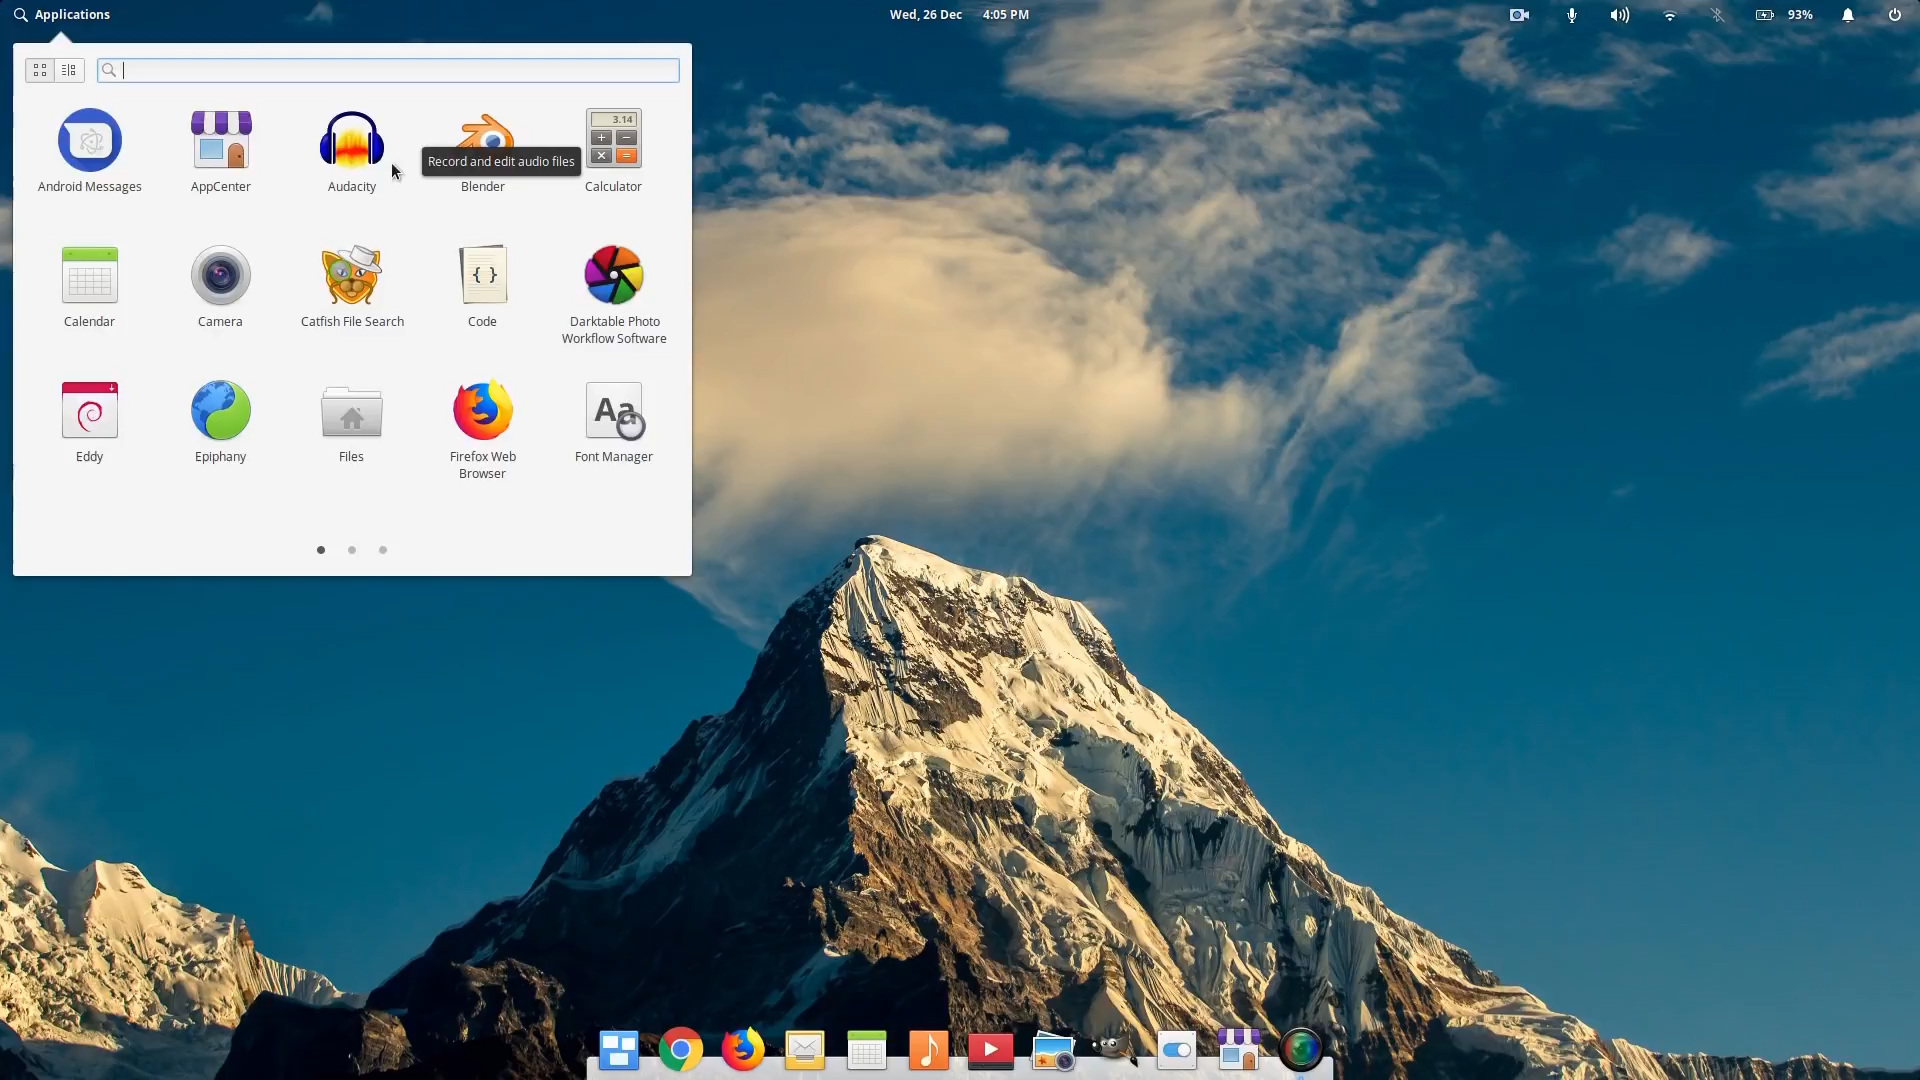 Applications
Wed, 26 Dec 4:05 PM
93%
3.14
Record and edit audio files
Android Messages
AppCenter
Audacity
Blender
Calculator
Calendar
Camera
Catfish File Search
{ } Code
Darktable Photo
Workflow Software
Aa
Eddy
Epiphany
Files
Firefox Web
Browser
Font Manager